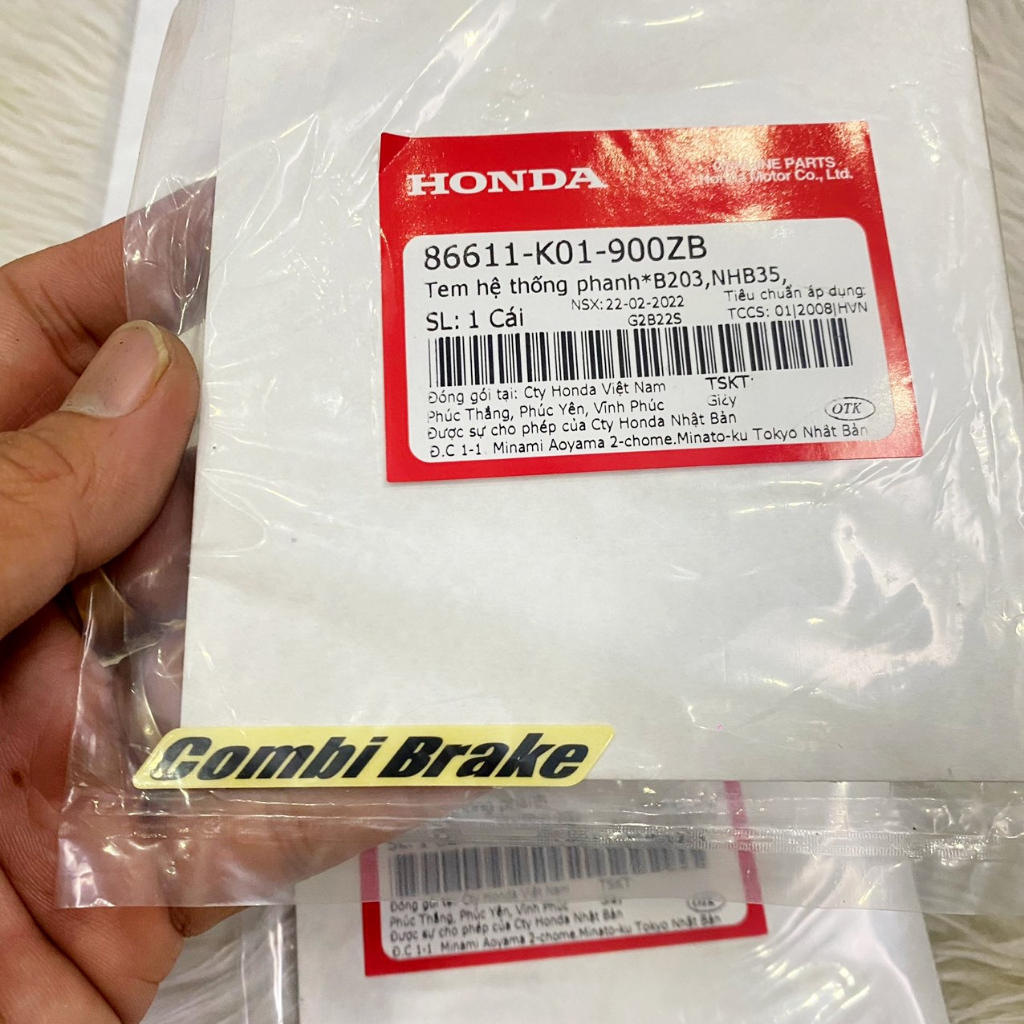 HONDA
GENUINE PARTS
Honda Motor Co., Ltd.
86611-K01-900ZB
Tem hệ thống phanh*B203,NHB35,
NSX: 22-02-2022
Tiêu chuẩn áp dụng:
SL: 1 Cái
G2B22S
TCCS: 01|2008|HVN
Đóng gói tại: Cty Honda Việt Nam
TSKT:
Phúc Thắng, Phúc Yên, Vĩnh Phúc
Giấy
OTK
Được sự cho phép của Cty Honda Nhật Bản
Đ.C 1-1 Minami Aoyama 2-chome.Minato-ku Tokyo Nhật Bản
Combi Brake
Đóng gói tại: Cty Honda Việt Nam
TSKT
Phúc Thắng, Phúc Yên, Vĩnh Phúc
Giấy
OTK
Được sự cho phép của Cty Honda Nhật Bản
Đ.C 1-1 Minami Aoyama 2-chome.Minato-ku Tokyo Nhật Bản